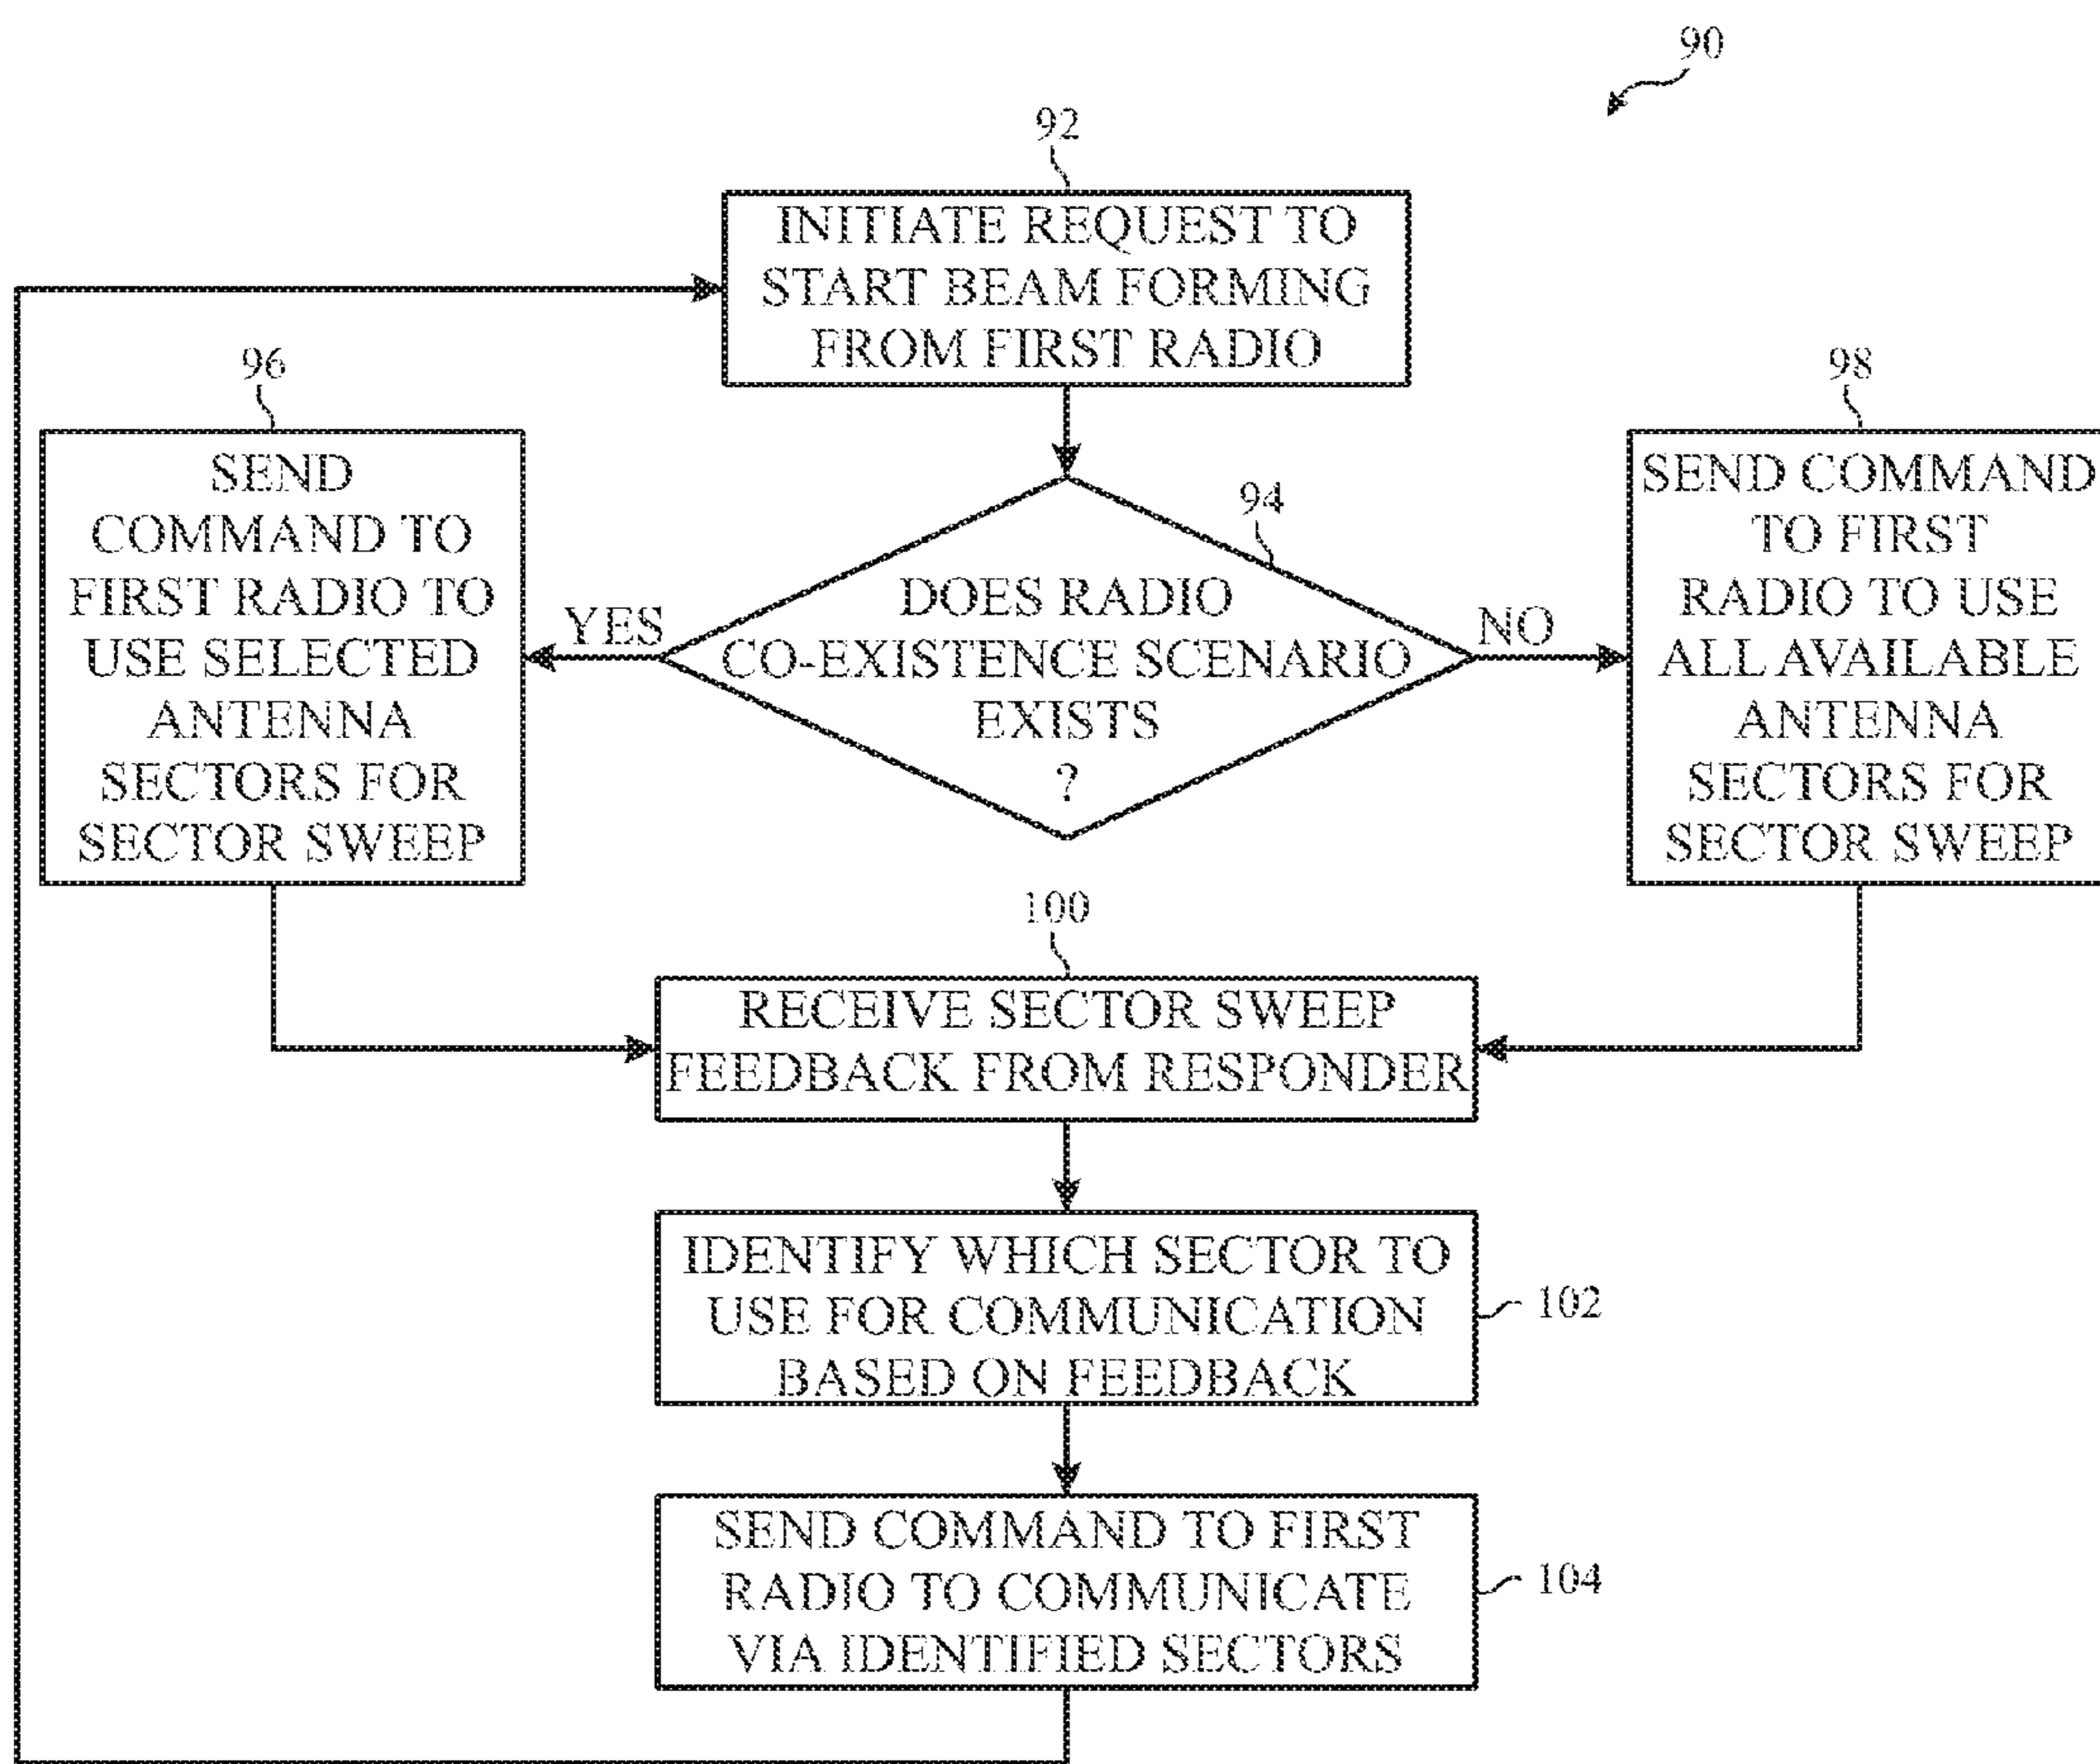 90
92
INITIATE REQUEST TO
START BEAM FORMING
FROM FIRST RADIO
96
SEND
COMMAND TO
FIRST RADIO TO
USE SELECTED
ANTENNA
SECTORS FOR
SECTOR SWEEP
YES
94
DOES RADIO
CO-EXISTENCE SCENARIO
EXISTS
?
NO
98
SEND COMMAND
TO FIRST
RADIO TO USE
ALL AVAILABLE
ANTENNA
SECTORS FOR
SECTOR SWEEP
100
RECEIVE SECTOR SWEEP
FEEDBACK FROM RESPONDER
IDENTIFY WHICH SECTOR TO
USE FOR COMMUNICATION
BASED ON FEEDBACK
102
SEND COMMAND TO FIRST
RADIO TO COMMUNICATE
VIA IDENTIFIED SECTORS
104